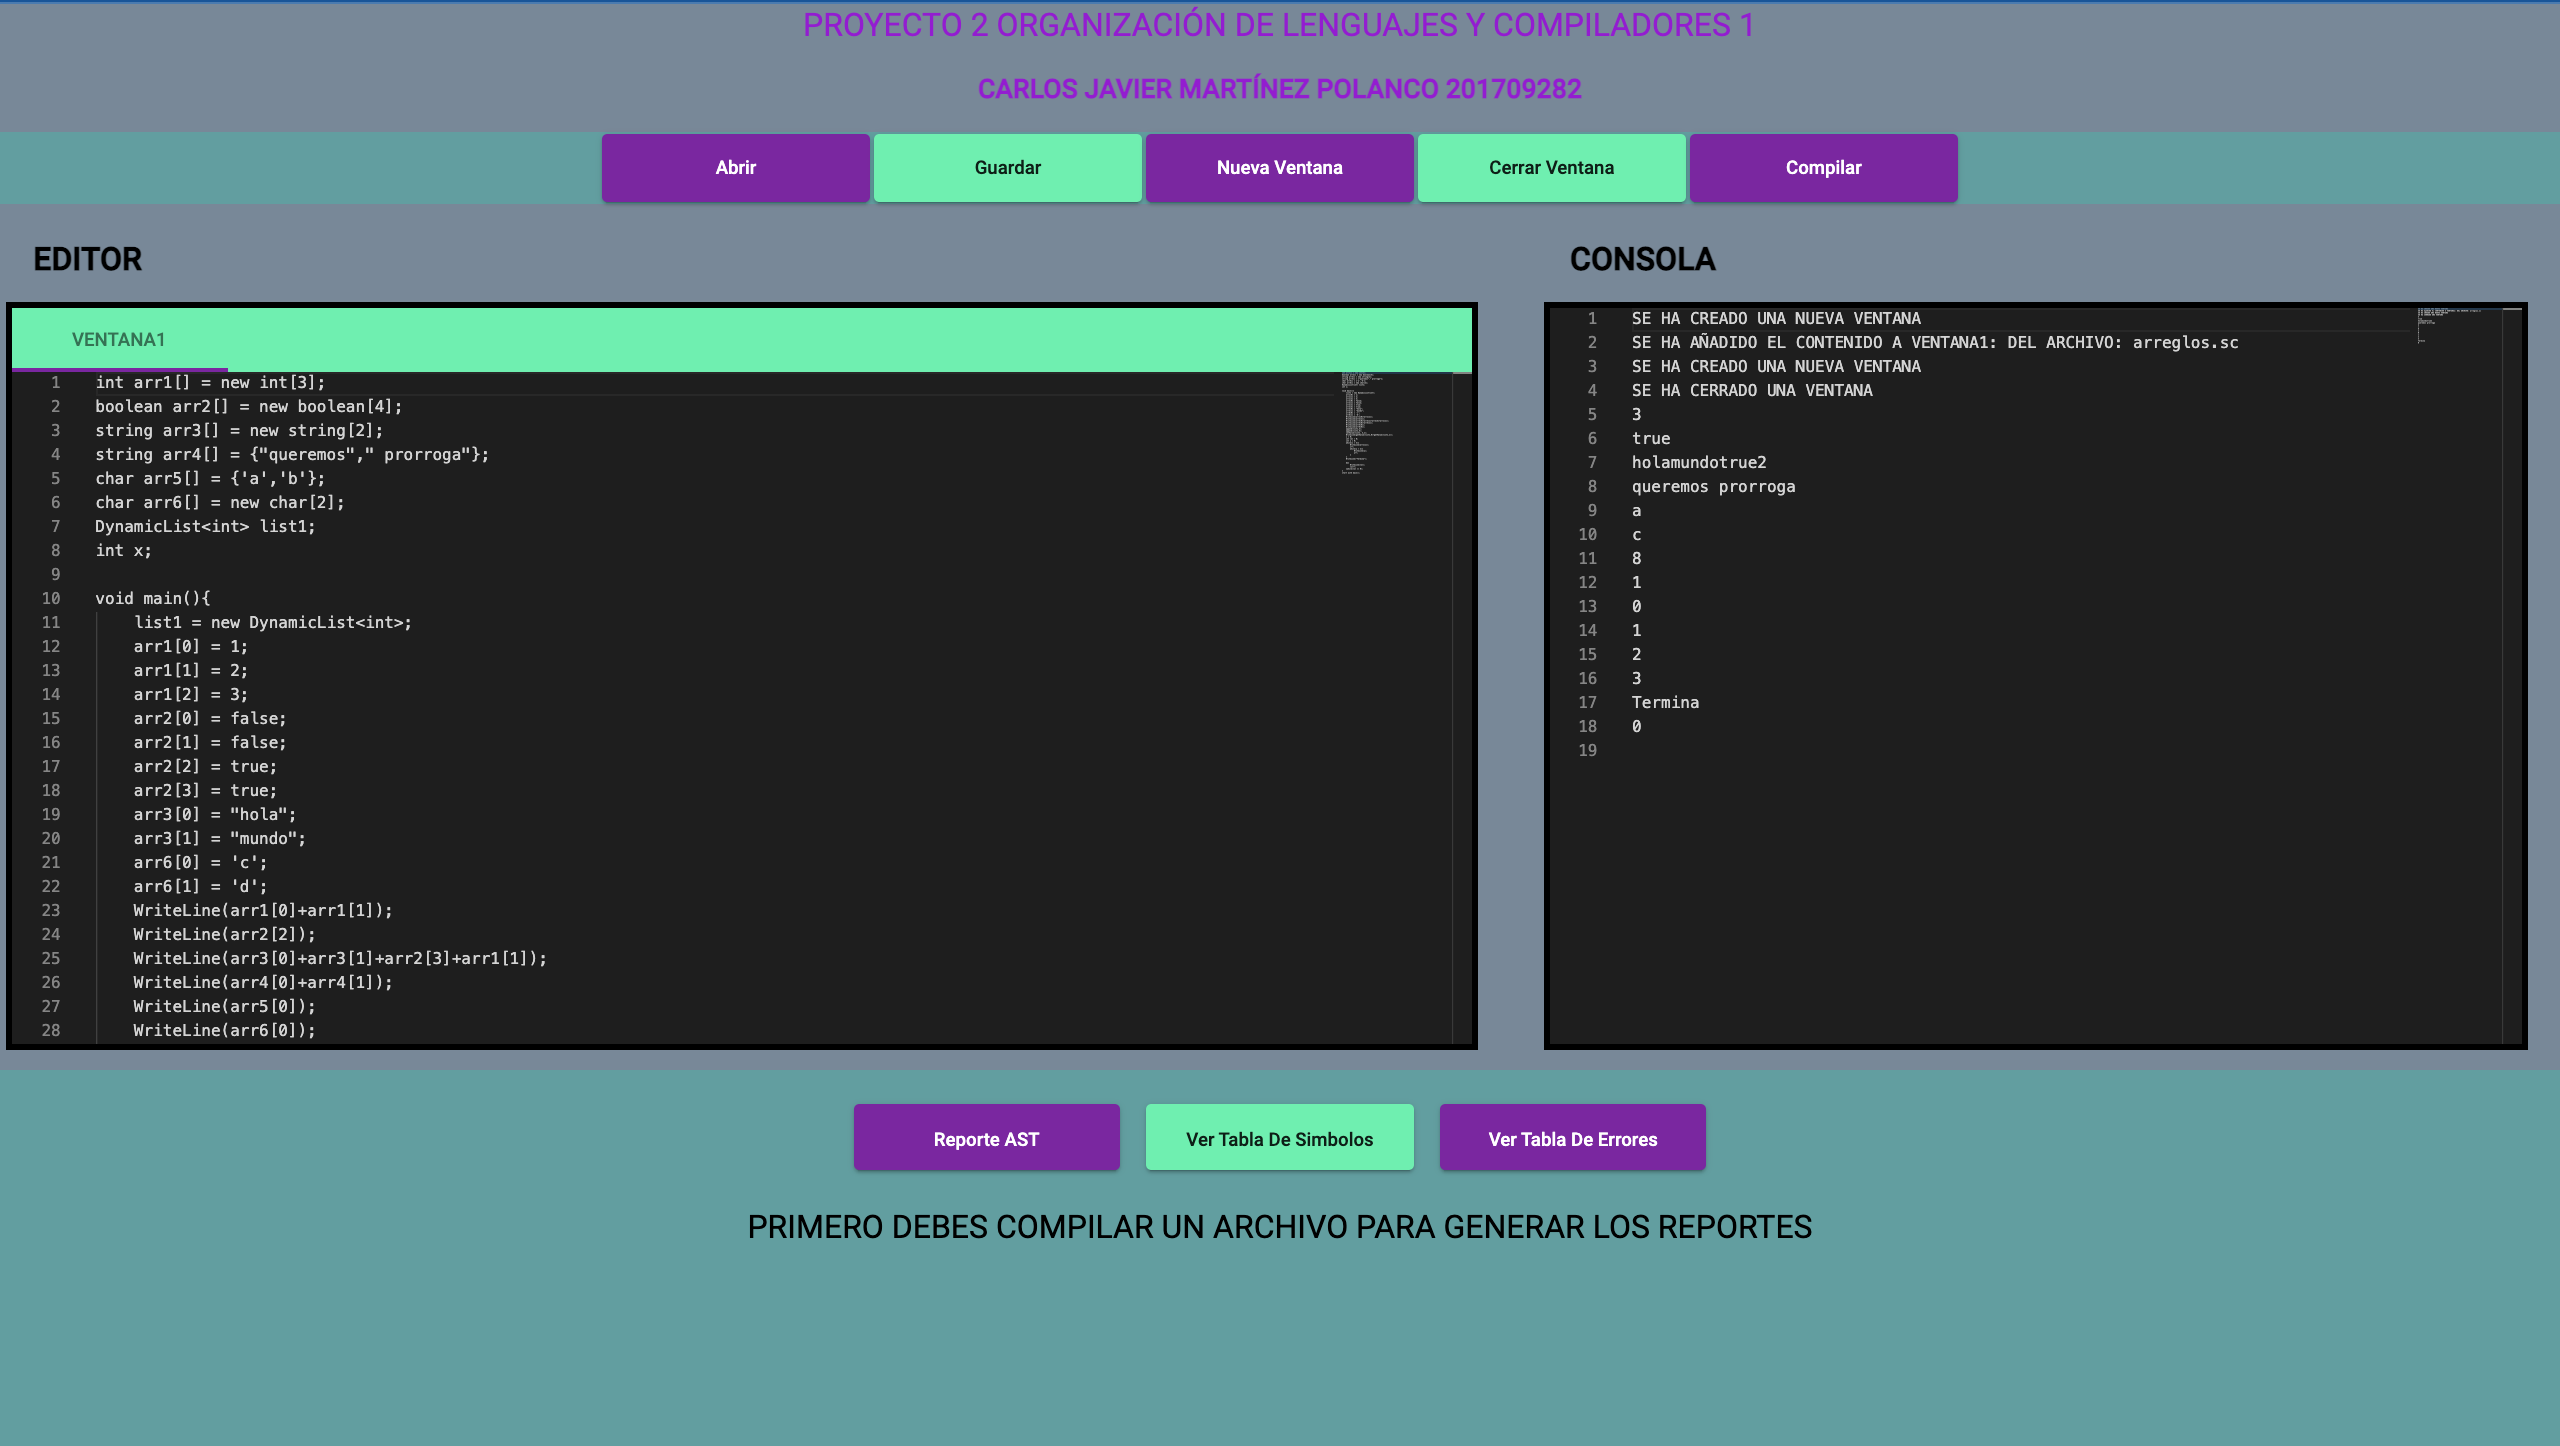 PROYECTO 2 ORGANIZACIÓN DE LENGUAJES Y COMPILADORES 1
CARLOS JAVIER MARTÍNEZ POLANCO 201709282
Abrir
Guardar
Nueva Ventana
Cerrar Ventana
Compilar
EDITOR
VENTANA1
1 int arr1[] = new int[3];
2 boolean arr2[] = new boolean[4];
3 string arr3[] = new string[2];
4 string arr4[] = {"queremos"," prorroga"};
5 char arr5[] = {'a','b'};
6 char arr6[] = new char[2];
7 DynamicList<int> list1;
8 int x;
9
10 void main(){
11 list1 = new DynamicList<int>;
12 arr1[0] = 1;
13 arr1[1] = 2;
14 arr1[2] = 3;
15 arr2[0] = false;
16 arr2[1] = false;
17 arr2[2] = true;
18 arr2[3] = true;
19 arr3[0] = "hola";
20 arr3[1] = "mundo";
21 arr6[0] = 'c';
22 arr6[1] = 'd';
23 WriteLine(arr1[0]+arr1[1]);
24 WriteLine(arr2[2]);
25 WriteLine(arr3[0]+arr3[1]+arr2[3]+arr1[1]);
26 WriteLine(arr4[0]+arr4[1]);
27 WriteLine(arr5[0]);
28 WriteLine(arr6[0]);
CONSOLA
1 SE HA CREADO UNA NUEVA VENTANA
2 SE HA AÑADIDO EL CONTENIDO A VENTANA1: DEL ARCHIVO: arreglos.sc
3 SE HA CREADO UNA NUEVA VENTANA
4 SE HA CERRADO UNA VENTANA
5 3
6 true
7 holamundotrue2
8 queremos prorroga
9 a
10 c
11 8
12 1
13 0
14 1
15 2
16 3
17 Termina
18 0
19
Reporte AST
Ver Tabla De Simbolos
Ver Tabla De Errores
PRIMERO DEBES COMPILAR UN ARCHIVO PARA GENERAR LOS REPORTES